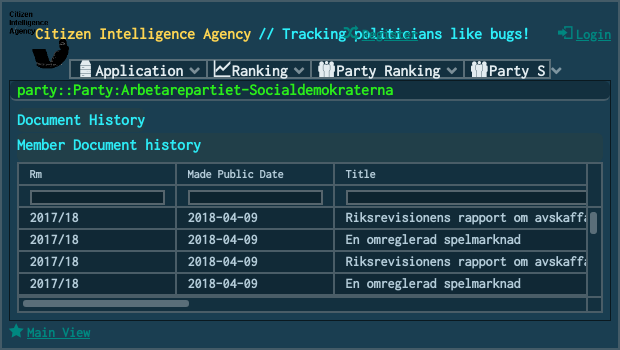 Citizen
Intelligence
Agency
Citizen Intelligence Agency // Tracking politicians like bugs!
Register
Login
Application
Ranking
Party Ranking
Party S
party::Party:Arbetarepartiet-Socialdemokraterna
Document History
Member Document history
Rm Made Public Date Title
2017/18 2018-04-09 Riksrevisionens rapport om avskaffa
2017/18 2018-04-09 En omreglerad spelmarknad
2017/18 2018-04-09 Riksrevisionens rapport om avskaffa
2017/18 2018-04-09 En omreglerad spelmarknad
Main View